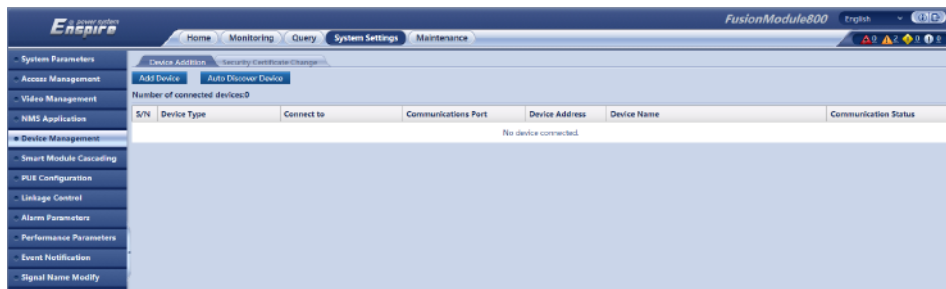 power system
Enspire
FusionModule800
English
Home Monitoring Query System Settings Maintenance
System Parameters
Access Management
Video Management
NMS Application
Device Management
Smart Module Cascading
PUE Configuration
Linkage Control
Alarm Parameters
Performance Parameters
Event Notification
Signal Name Modify
Device Addition Security Certificate Change
Add Device Auto Discover Device
Number of connected devices:0
S/N Device Type Connect to Communications Port Device Address Device Name Communication Status
No device connected.